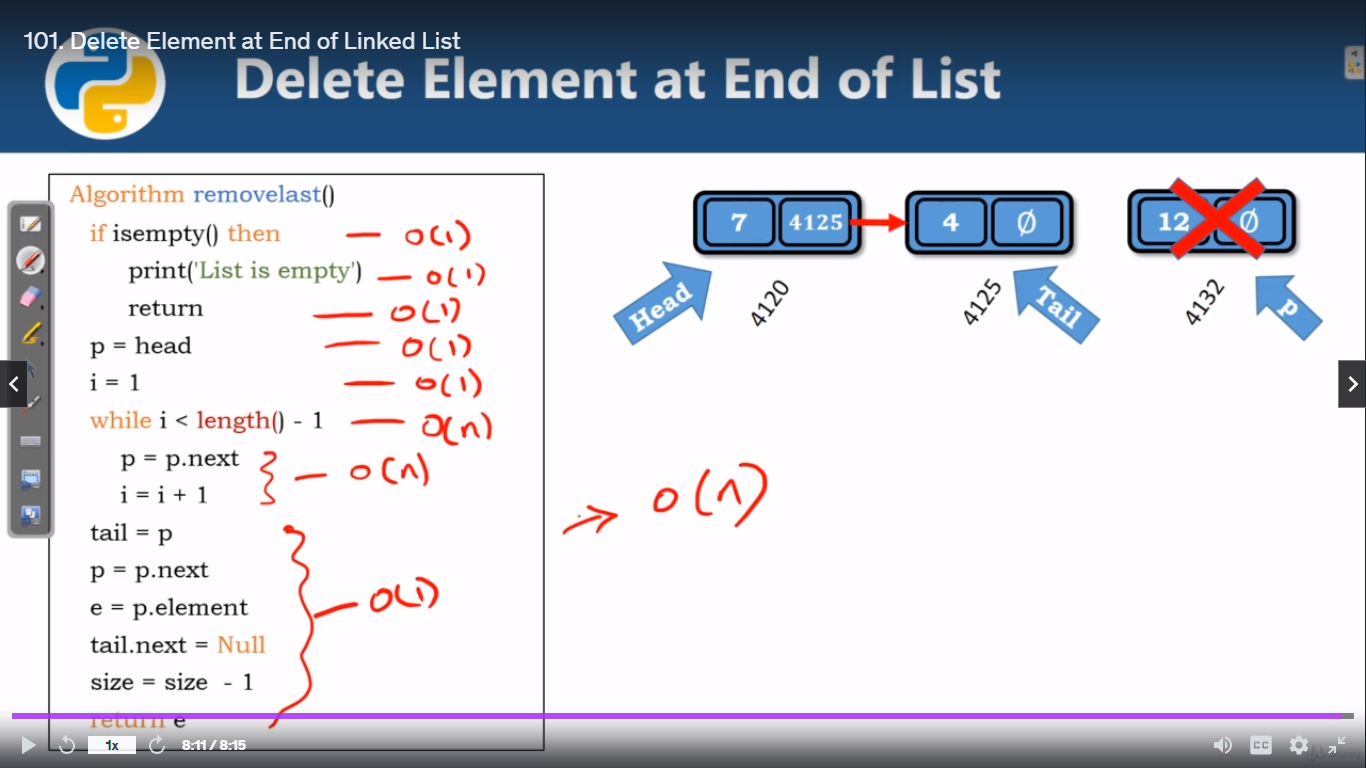 101. Delete Element at End of Linked List
Delete Element at End of List
Algorithm removelast()
if isempty() then — O(1)
print('List is empty') — O(1)
return — O(1)
p = head — O(1)
i = 1 — O(1)
while i < length() - 1 — O(n)
p = p.next
i = i + 1
} — O(n)
tail = p
p = p.next
e = p.element
tail.next = Null
size = size - 1
return e
} — O(1)
→ O(n)
7 4125
4 Ø
12 Ø
Head
4120
4125
Tail
4132
p
1x
8:11 / 8:15
CC